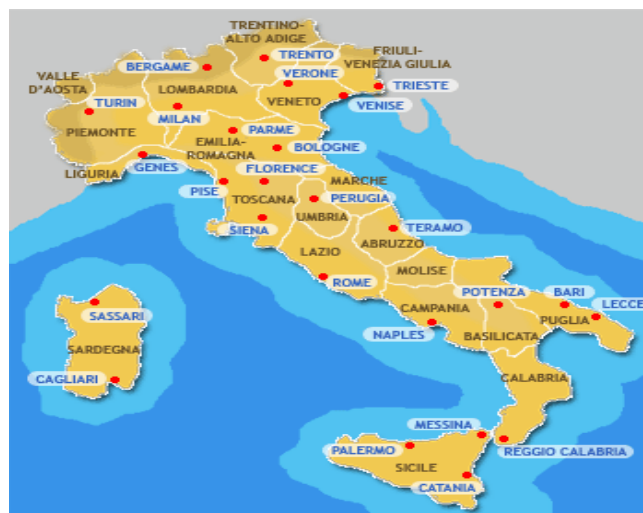 TRENTINO-
ALTO ADIGE
FRIULI-
VENEZIA GIULIA
TRENTO
BERGAME
VALLE
D'AOSTA
VERONE
TRIESTE
LOMBARDIA
TURIN
VENETO
VENISE
MILAN
PIEMONTE
PARME
EMILIA-
ROMAGNA
BOLOGNE
GENES
LIGURIA
FLORENCE
MARCHE
PISE
TOSCANA
PERUGIA
UMBRIA
SIENA
TERAMO
ABRUZZO
LAZIO
MOLISE
ROME
POTENZA
BARI
LECCE
CAMPANIA
SASSARI
PUGLIA
NAPLES
BASILICATA
SARDEGNA
CAGLIARI
CALABRIA
MESSINA
PALERMO
REGGIO CALABRIA
SICILE
CATANIA